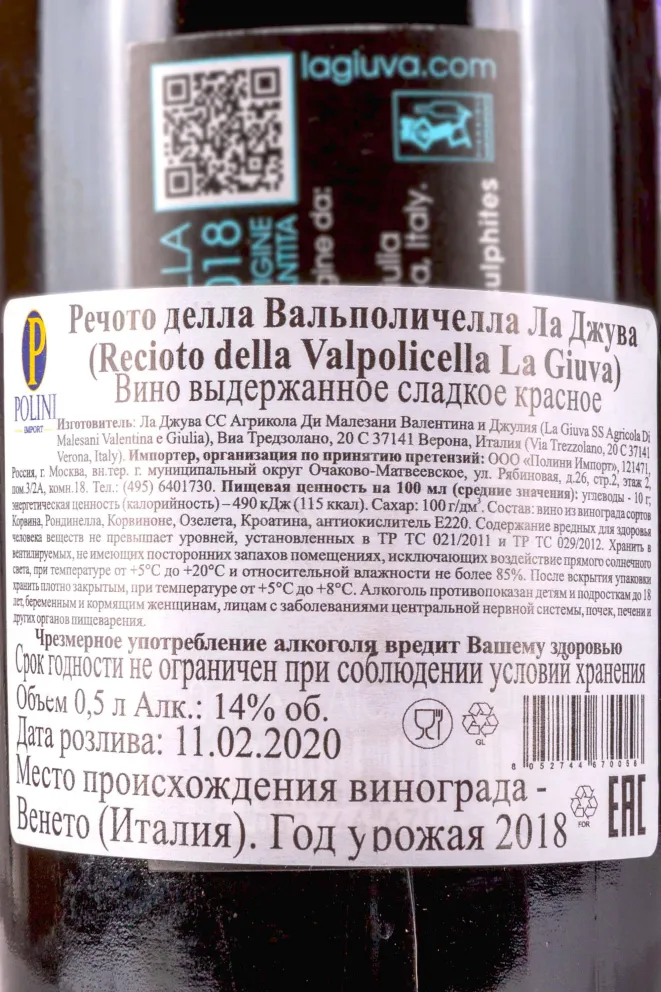 lagiuva.com
LLA
018
RIGINE
ENTITÀ
gine da:
a, Italy.
ulphites
P
POLINI
IMPORT
Речото делла Вальполичелла Ла Джува
(Recioto della Valpolicella La Giuva)
Вино выдержанное сладкое красное
Изготовитель: Ла Джува СС Агрикола Ди Малезани Валентина е Джулия (La Giuva SS Agricola Di
Malesani Valentina e Giulia), Виа Тредзолано, 20 С 37141 Верона, Италия (Via Trezzolano, 20 C 37141
Verona, Italy). Импортер, организация по принятию претензий: ООО «Полини Импорт», 121471,
Россия, г. Москва, вн.тер. г. муниципальный округ Очаково-Матвеевское, ул. Рябиновая, д.26, стр.2, этаж 2,
пом.3/2А, комн.18. Тел.: (495) 6401730. Пищевая ценность на 100 мл (средние значения): углеводы - 10 г;
энергетическая ценность (калорийность) – 490 кДж (115 ккал). Сахар: 100 г/дм³. Состав: вино из винограда сортов
Корвина, Рондинелла, Корвиноне, Озелета, Кроатина, антиокислитель Е220. Содержание вредных для здоровья
человека веществ не превышает уровней, установленных в ТР ТС 021/2011 и ТР ТС 029/2012. Хранить в
вентилируемых, не имеющих посторонних запахов помещениях, исключающих воздействие прямого солнечного
света, при температуре от +5°С до +20°С и относительной влажности не более 85%. После вскрытия упаковки
хранить плотно закрытым, при температуре от +5°С до +8°С. Алкоголь противопоказан детям и подросткам до 18
лет, беременным и кормящим женщинам, лицам с заболеваниями центральной нервной системы, почек, печени и
других органов пищеварения.
Чрезмерное употребление алкоголя вредит Вашему здоровью
Срок годности не ограничен при соблюдении условий хранения
Объем 0,5 л Алк.: 14% об.
Дата розлива: 11.02.2020
GL
8 052744 670056
Место происхождения винограда -
Венето (Италия). Год урожая 2018
FOR
EAC